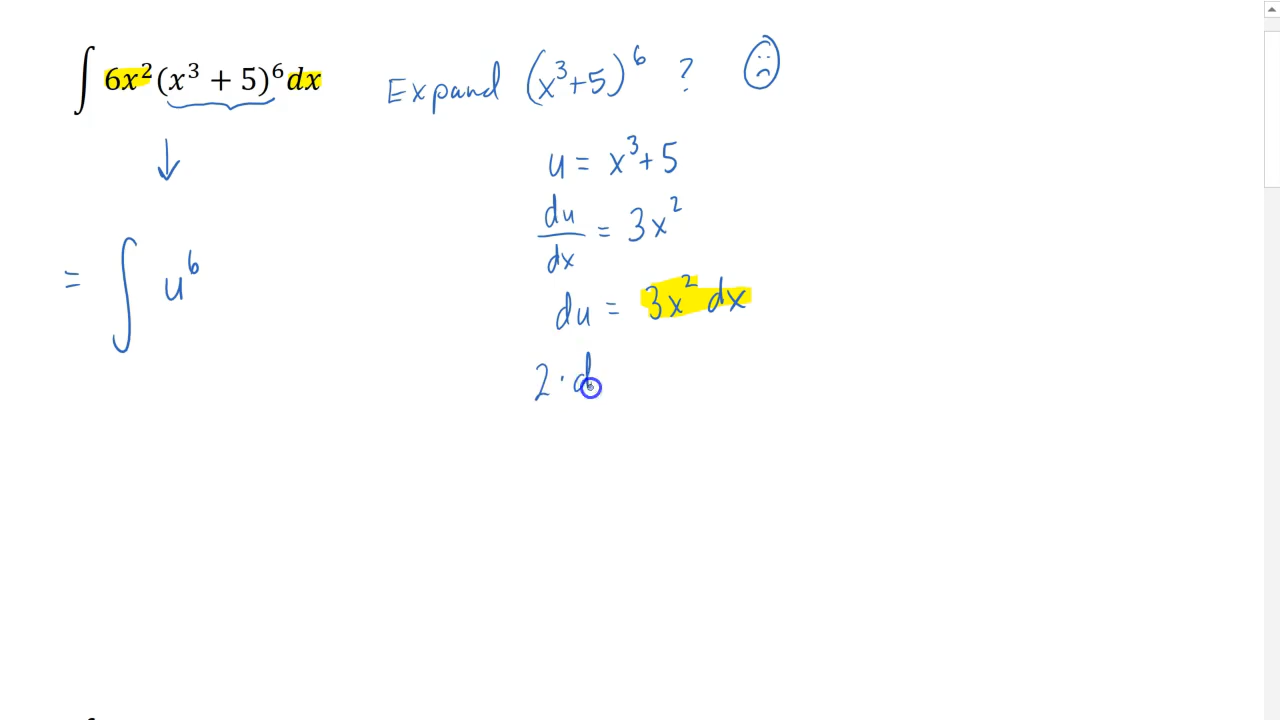 ∫ 6x²(x³ + 5)⁶dx
Expand (x³+5)⁶ ?
u = x³+5
du/dx = 3x²
= ∫ u⁶
du = 3x² dx
2 · d